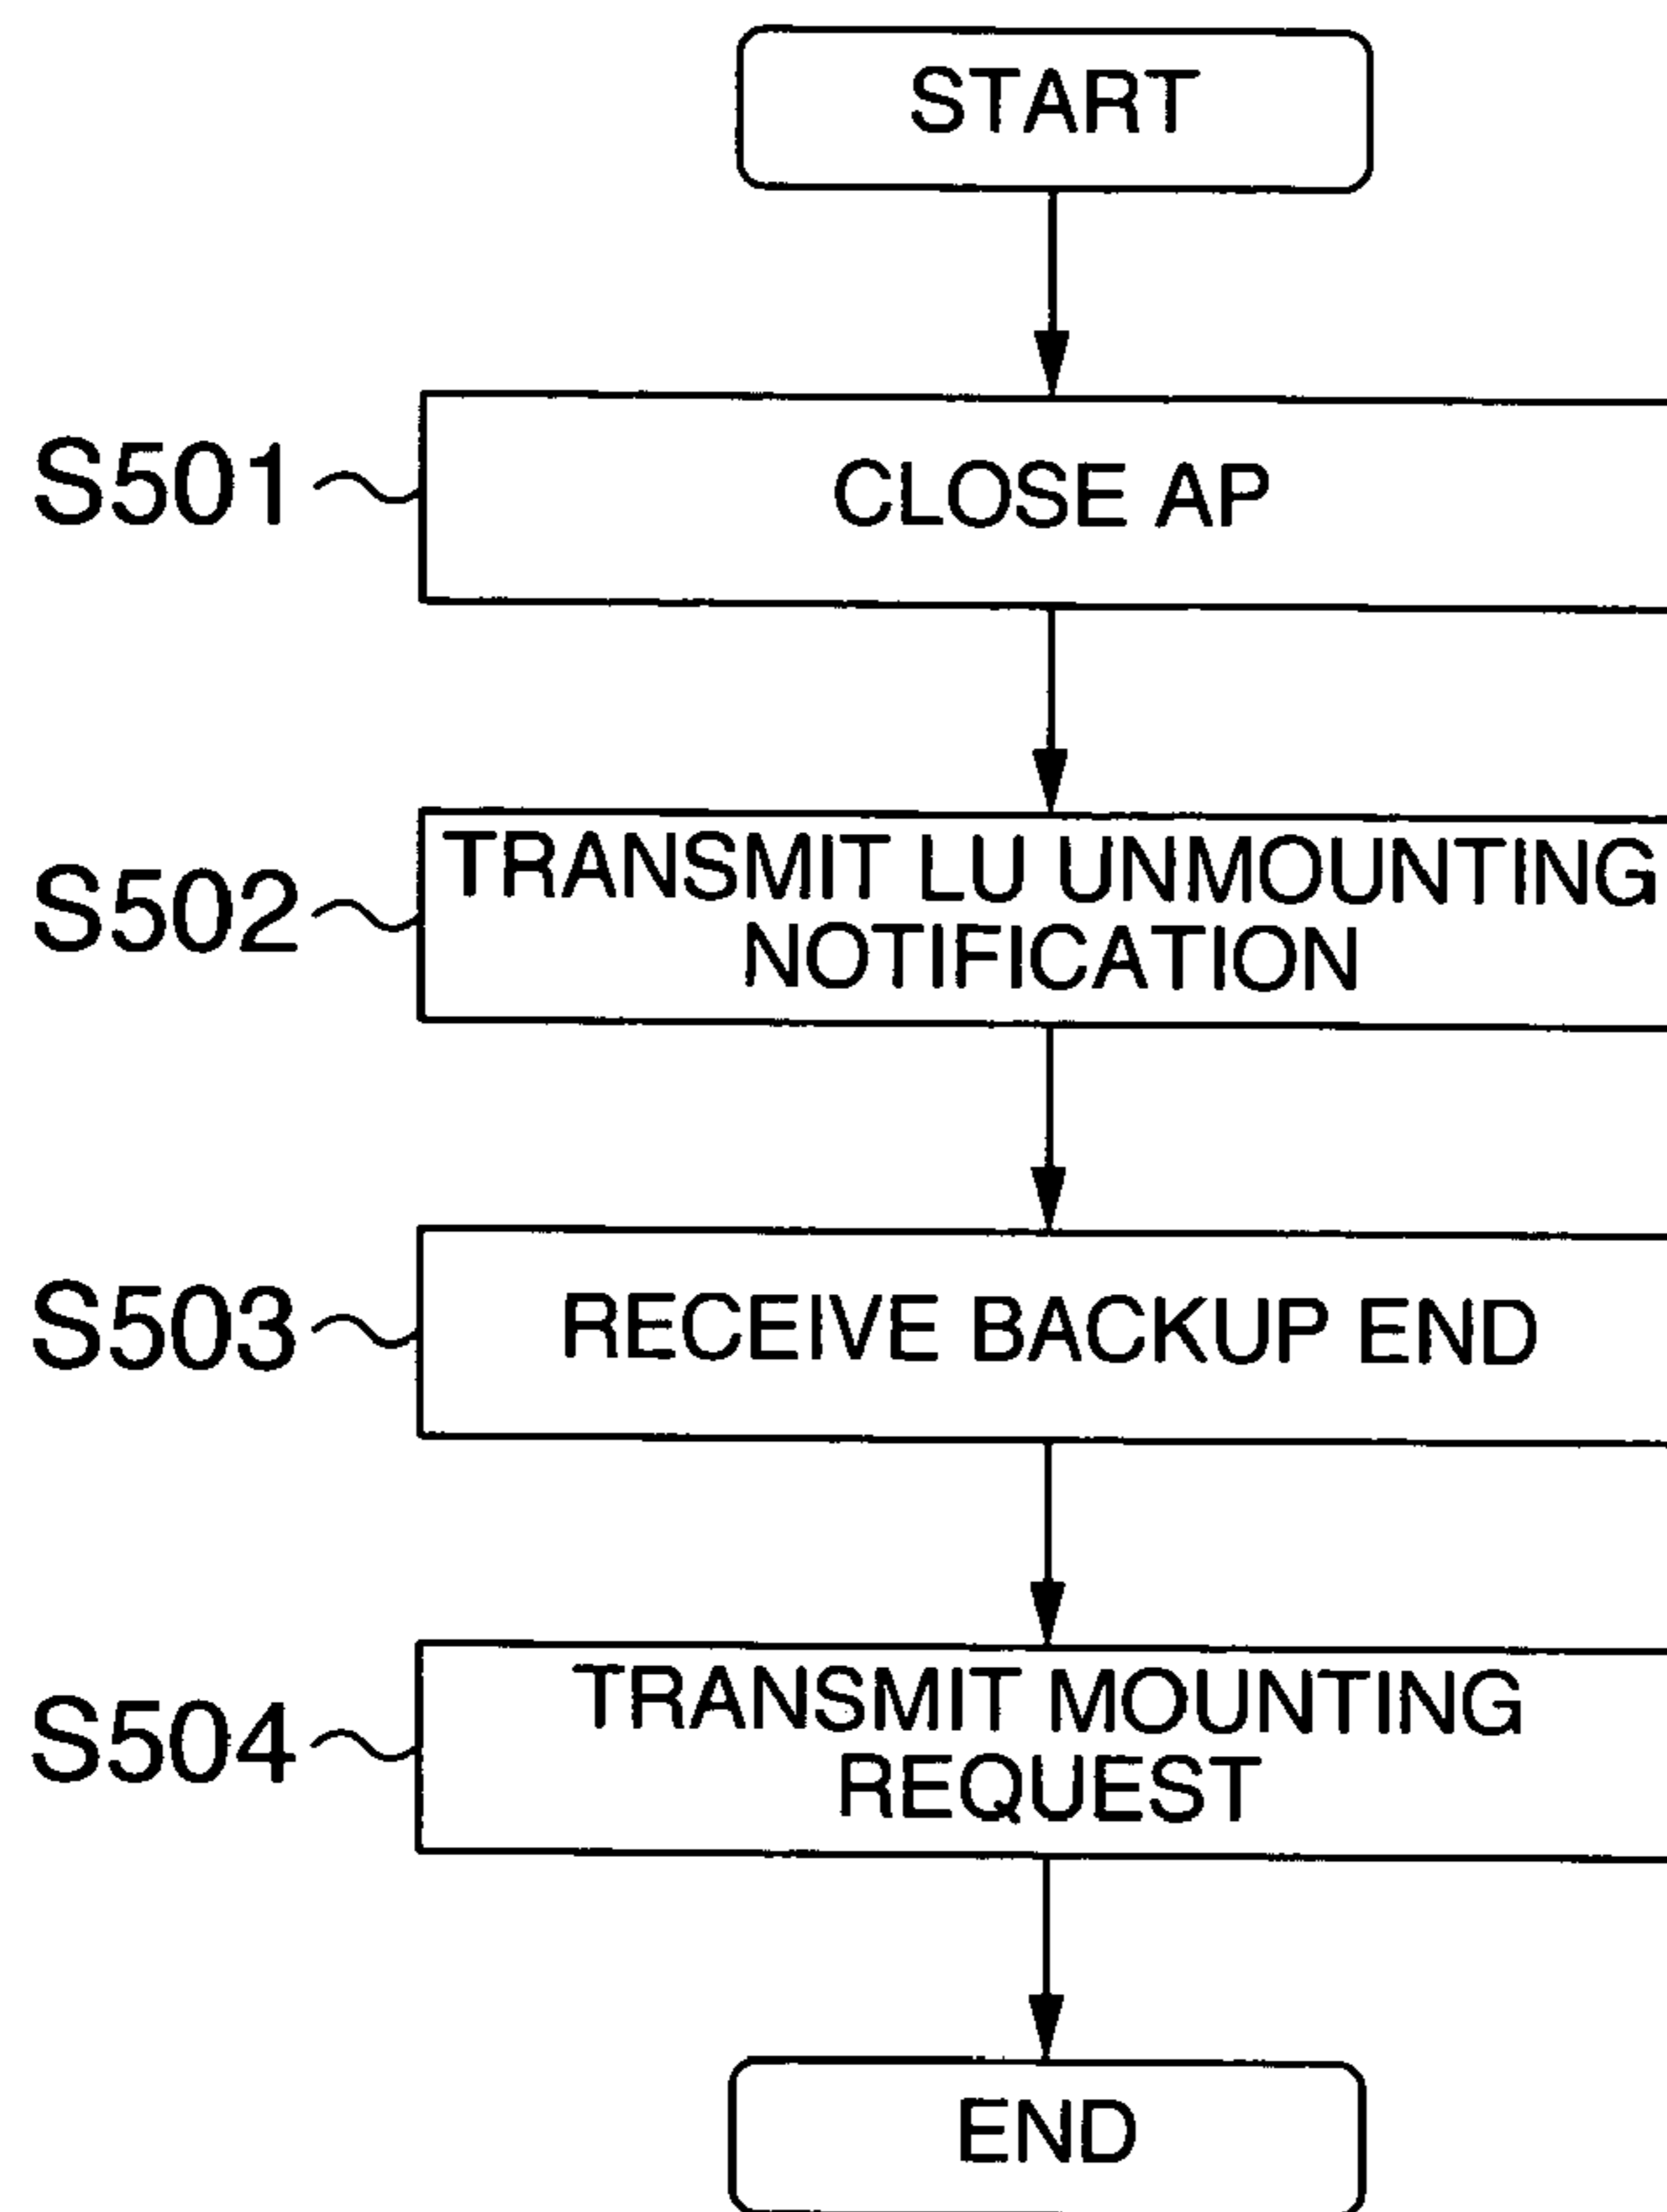 START
S501
CLOSE AP
S502
TRANSMIT LU UNMOUNTING
NOTIFICATION
S503
RECEIVE BACKUP END
S504
TRANSMIT MOUNTING
REQUEST
END